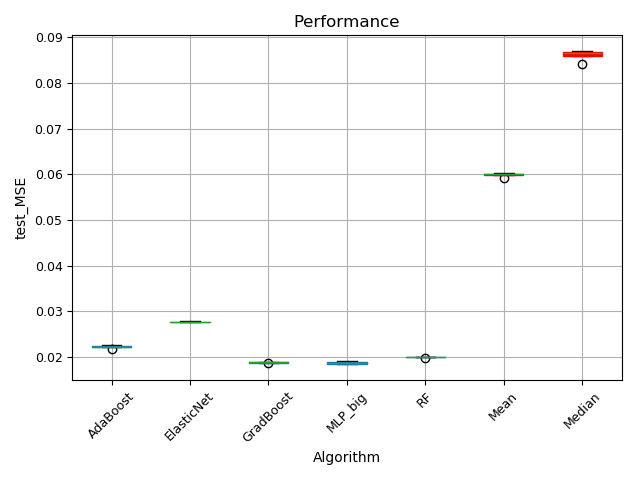 Performance
test_MSE
0.09
0.08
0.07
0.06
0.05
0.04
0.03
0.02
AdaBoost
ElasticNet
GradBoost
MLP_big
RF
Mean
Median
Algorithm